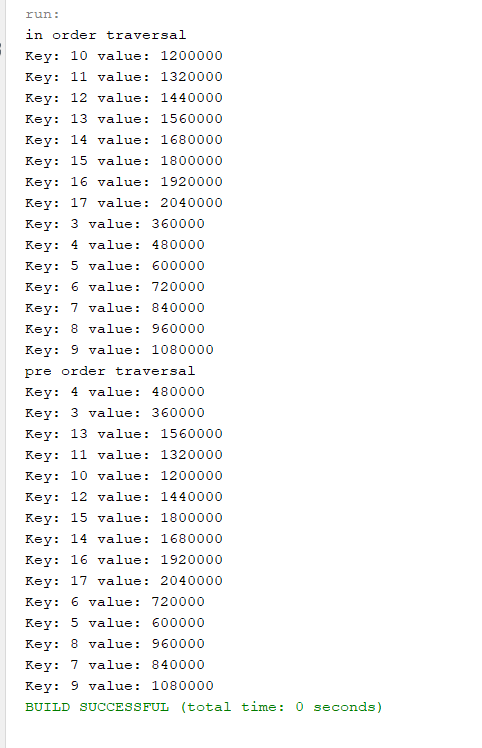 run:
in order traversal
Key: 10 value: 1200000
Key: 11 value: 1320000
Key: 12 value: 1440000
Key: 13 value: 1560000
Key: 14 value: 1680000
Key: 15 value: 1800000
Key: 16 value: 1920000
Key: 17 value: 2040000
Key: 3 value: 360000
Key: 4 value: 480000
Key: 5 value: 600000
Key: 6 value: 720000
Key: 7 value: 840000
Key: 8 value: 960000
Key: 9 value: 1080000
pre order traversal
Key: 4 value: 480000
Key: 3 value: 360000
Key: 13 value: 1560000
Key: 11 value: 1320000
Key: 10 value: 1200000
Key: 12 value: 1440000
Key: 15 value: 1800000
Key: 14 value: 1680000
Key: 16 value: 1920000
Key: 17 value: 2040000
Key: 6 value: 720000
Key: 5 value: 600000
Key: 8 value: 960000
Key: 7 value: 840000
Key: 9 value: 1080000
BUILD SUCCESSFUL (total time: 0 seconds)